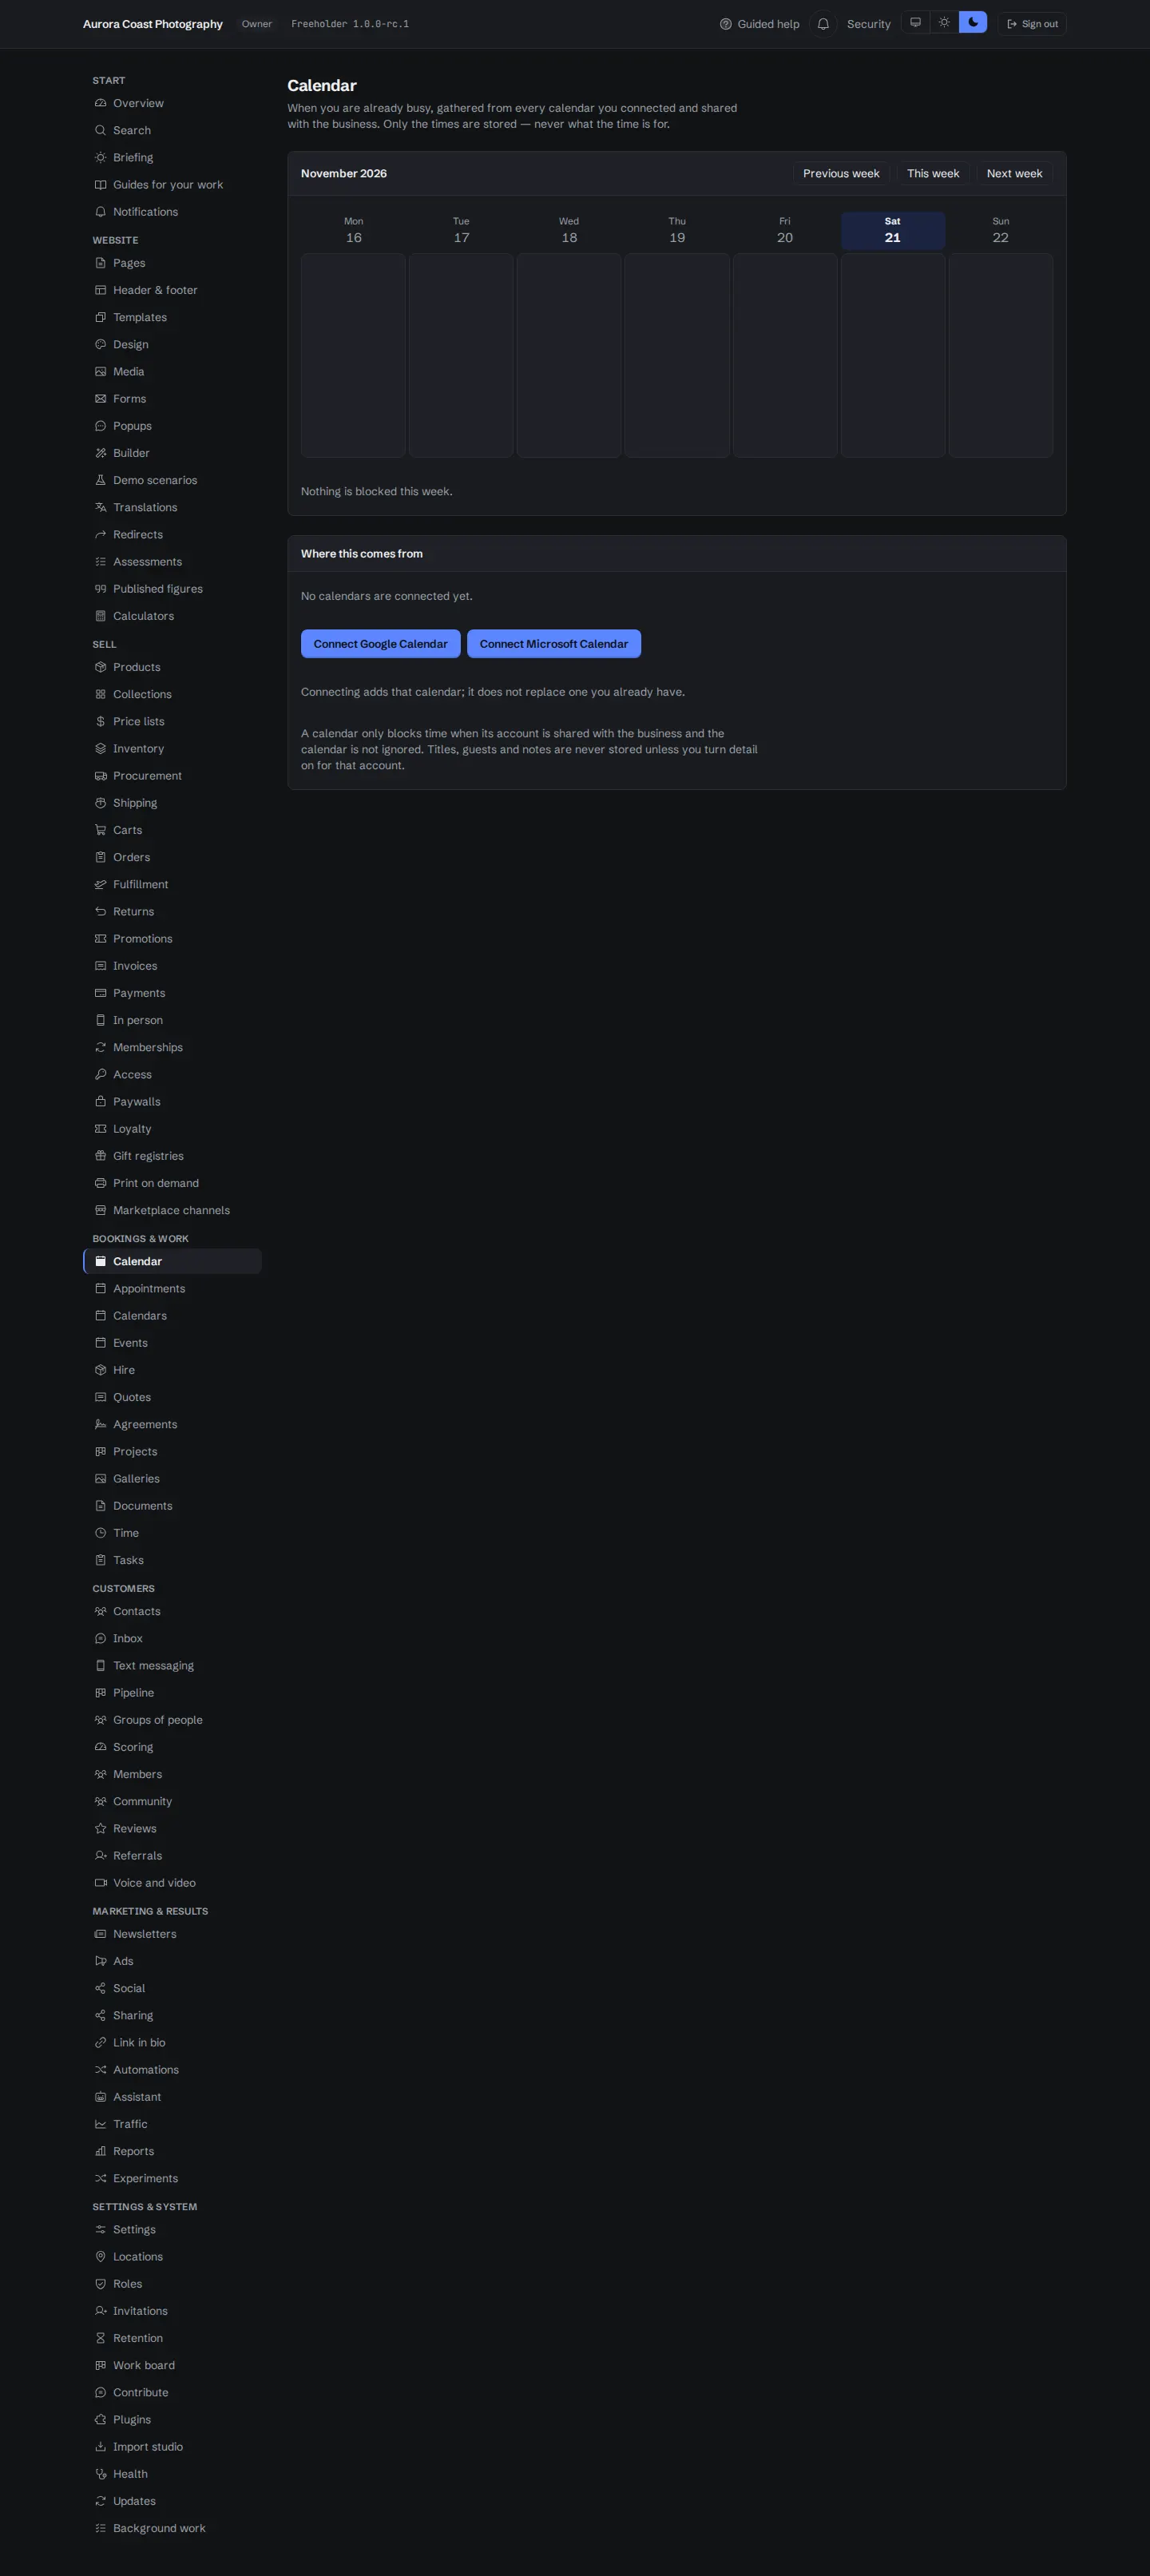 Aurora Coast Photography
Owner
Freeholder 1.0.0-rc.1
Guided help
Security
Sign out
START
Overview
Search
Briefing
Guides for your work
Notifications
WEBSITE
Pages
Header & footer
Templates
Design
Media
Forms
Popups
Builder
Demo scenarios
Translations
Redirects
Assessments
Published figures
Calculators
SELL
Products
Collections
Price lists
Inventory
Procurement
Shipping
Carts
Orders
Fulfillment
Returns
Promotions
Invoices
Payments
In person
Memberships
Access
Paywalls
Loyalty
Gift registries
Print on demand
Marketplace channels
BOOKINGS & WORK
Calendar
Appointments
Calendars
Events
Hire
Quotes
Agreements
Projects
Galleries
Documents
Time
Tasks
CUSTOMERS
Contacts
Inbox
Text messaging
Pipeline
Groups of people
Scoring
Members
Community
Reviews
Referrals
Voice and video
MARKETING & RESULTS
Newsletters
Ads
Social
Sharing
Link in bio
Automations
Assistant
Traffic
Reports
Experiments
SETTINGS & SYSTEM
Settings
Locations
Roles
Invitations
Retention
Work board
Contribute
Plugins
Import studio
Health
Updates
Background work
Calendar
When you are already busy, gathered from every calendar you connected and shared
with the business. Only the times are stored — never what the time is for.
November 2026
Previous week
This week
Next week
Mon
16
Tue
17
Wed
18
Thu
19
Fri
20
Sat
21
Sun
22
Nothing is blocked this week.
Where this comes from
No calendars are connected yet.
Connect Google Calendar
Connect Microsoft Calendar
Connecting adds that calendar; it does not replace one you already have.
A calendar only blocks time when its account is shared with the business and the
calendar is not ignored. Titles, guests and notes are never stored unless you turn detail
on for that account.